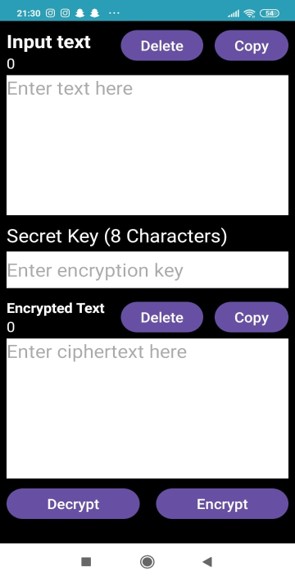 21:30 ... 54
Input text Delete Copy
0
Enter text here
Secret Key (8 Characters)
Enter encryption key
Encrypted Text Delete Copy
0
Enter ciphertext here
Decrypt Encrypt